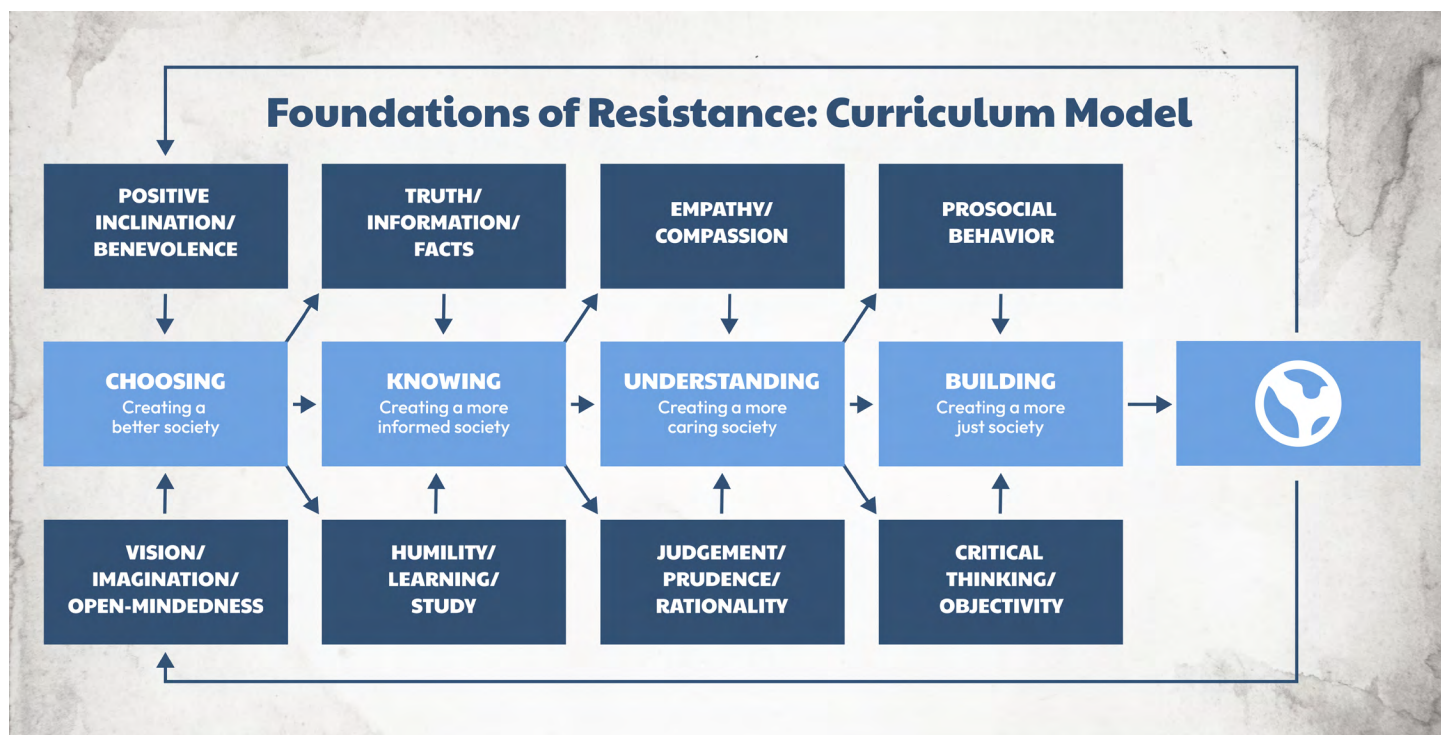 Foundations of Resistance: Curriculum Model
POSITIVE
INCLINATION/
BENEVOLENCE
TRUTH/
INFORMATION/
FACTS
EMPATHY/
COMPASSION
PROSOCIAL
BEHAVIOR
CHOOSING
Creating a
better society
KNOWING
Creating a more
informed society
UNDERSTANDING
Creating a more
caring society
BUILDING
Creating a more
just society
VISION/
IMAGINATION/
OPEN-MINDEDNESS
HUMILITY/
LEARNING/
STUDY
JUDGEMENT/
PRUDENCE/
RATIONALITY
CRITICAL
THINKING/
OBJECTIVITY